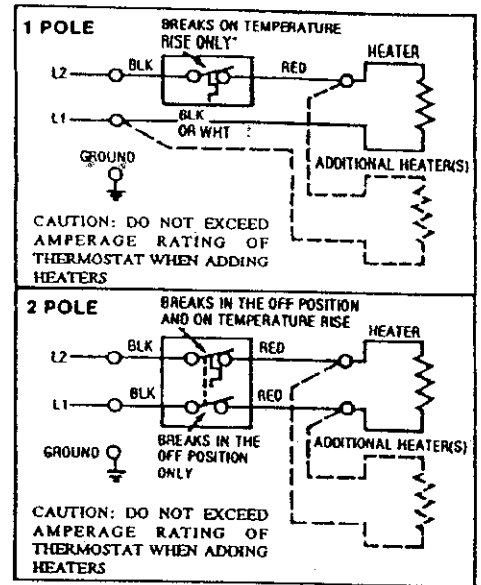 1 POLE
BREAKS ON TEMPERATURE
RISE ONLY*
HEATER
L2
BLK
RED
L1
BLK
OR WHT
GROUND
ADDITIONAL HEATER(S)
CAUTION: DO NOT EXCEED
AMPERAGE RATING OF
THERMOSTAT WHEN ADDING
HEATERS
2 POLE
BREAKS IN THE OFF POSITION
AND ON TEMPERATURE RISE
HEATER
L2
BLK
RED
L1
BLK
RED
GROUND
BREAKS IN THE
OFF POSITION
ONLY
ADDITIONAL HEATER(S)
CAUTION: DO NOT EXCEED
AMPERAGE RATING OF
THERMOSTAT WHEN ADDING
HEATERS